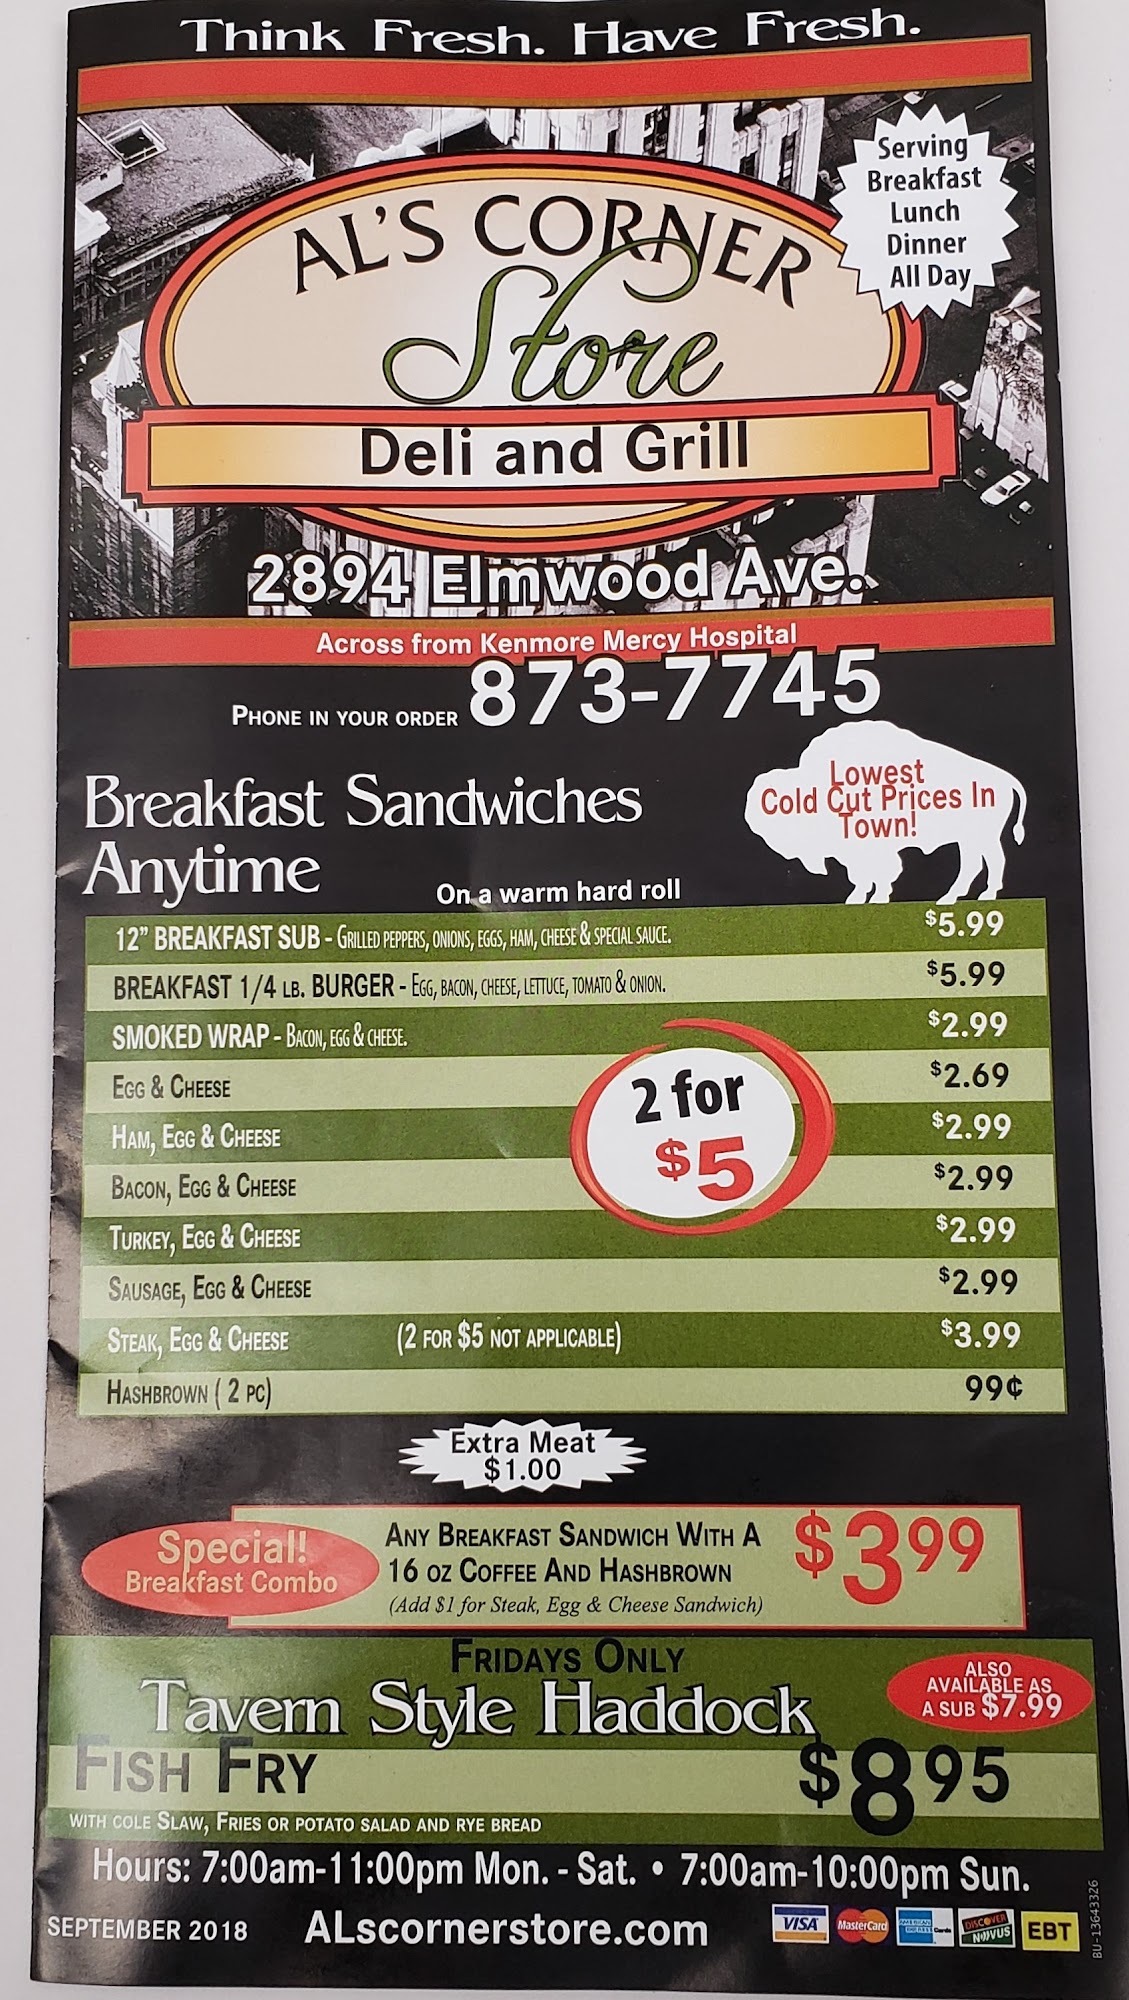 Think Fresh. Have Fresh.
Serving
Breakfast
Lunch
Dinner
All Day
AL'S CORNER
Store
Deli and Grill
2894 Elmwood Ave.
Across from Kenmore Mercy Hospital
PHONE IN YOUR ORDER 873-7745
Lowest
Cold Cut Prices In
Town!
Breakfast Sandwiches
Anytime
On a warm hard roll
12" BREAKFAST SUB - GRILLED PEPPERS, ONIONS, EGGS, HAM, CHEESE & SPECIAL SAUCE. $5.99
BREAKFAST 1/4 LB. BURGER - EGG, BACON, CHEESE, LETTUCE, TOMATO & ONION. $5.99
SMOKED WRAP - BACON, EGG & CHEESE. $2.99
EGG & CHEESE $2.69
HAM, EGG & CHEESE $2.99
BACON, EGG & CHEESE $2.99
TURKEY, EGG & CHEESE $2.99
SAUSAGE, EGG & CHEESE $2.99
STEAK, EGG & CHEESE (2 FOR $5 NOT APPLICABLE) $3.99
HASHBROWN ( 2 PC) 99¢
2 for
$5
Extra Meat
$1.00
Special!
Breakfast Combo
ANY BREAKFAST SANDWICH WITH A
16 OZ COFFEE AND HASHBROWN
(Add $1 for Steak, Egg & Cheese Sandwich)
$3.99
FRIDAYS ONLY
Tavern Style Haddock
FISH FRY
$8.95
ALSO
AVAILABLE AS
A SUB $7.99
WITH COLE SLAW, FRIES OR POTATO SALAD AND RYE BREAD
Hours: 7:00am-11:00pm Mon. - Sat. • 7:00am-10:00pm Sun.
SEPTEMBER 2018
ALscornerstore.com
VISA
MasterCard
AMERICAN EXPRESS Cards
DISCOVER
NOVUS
EBT
BU-13643326